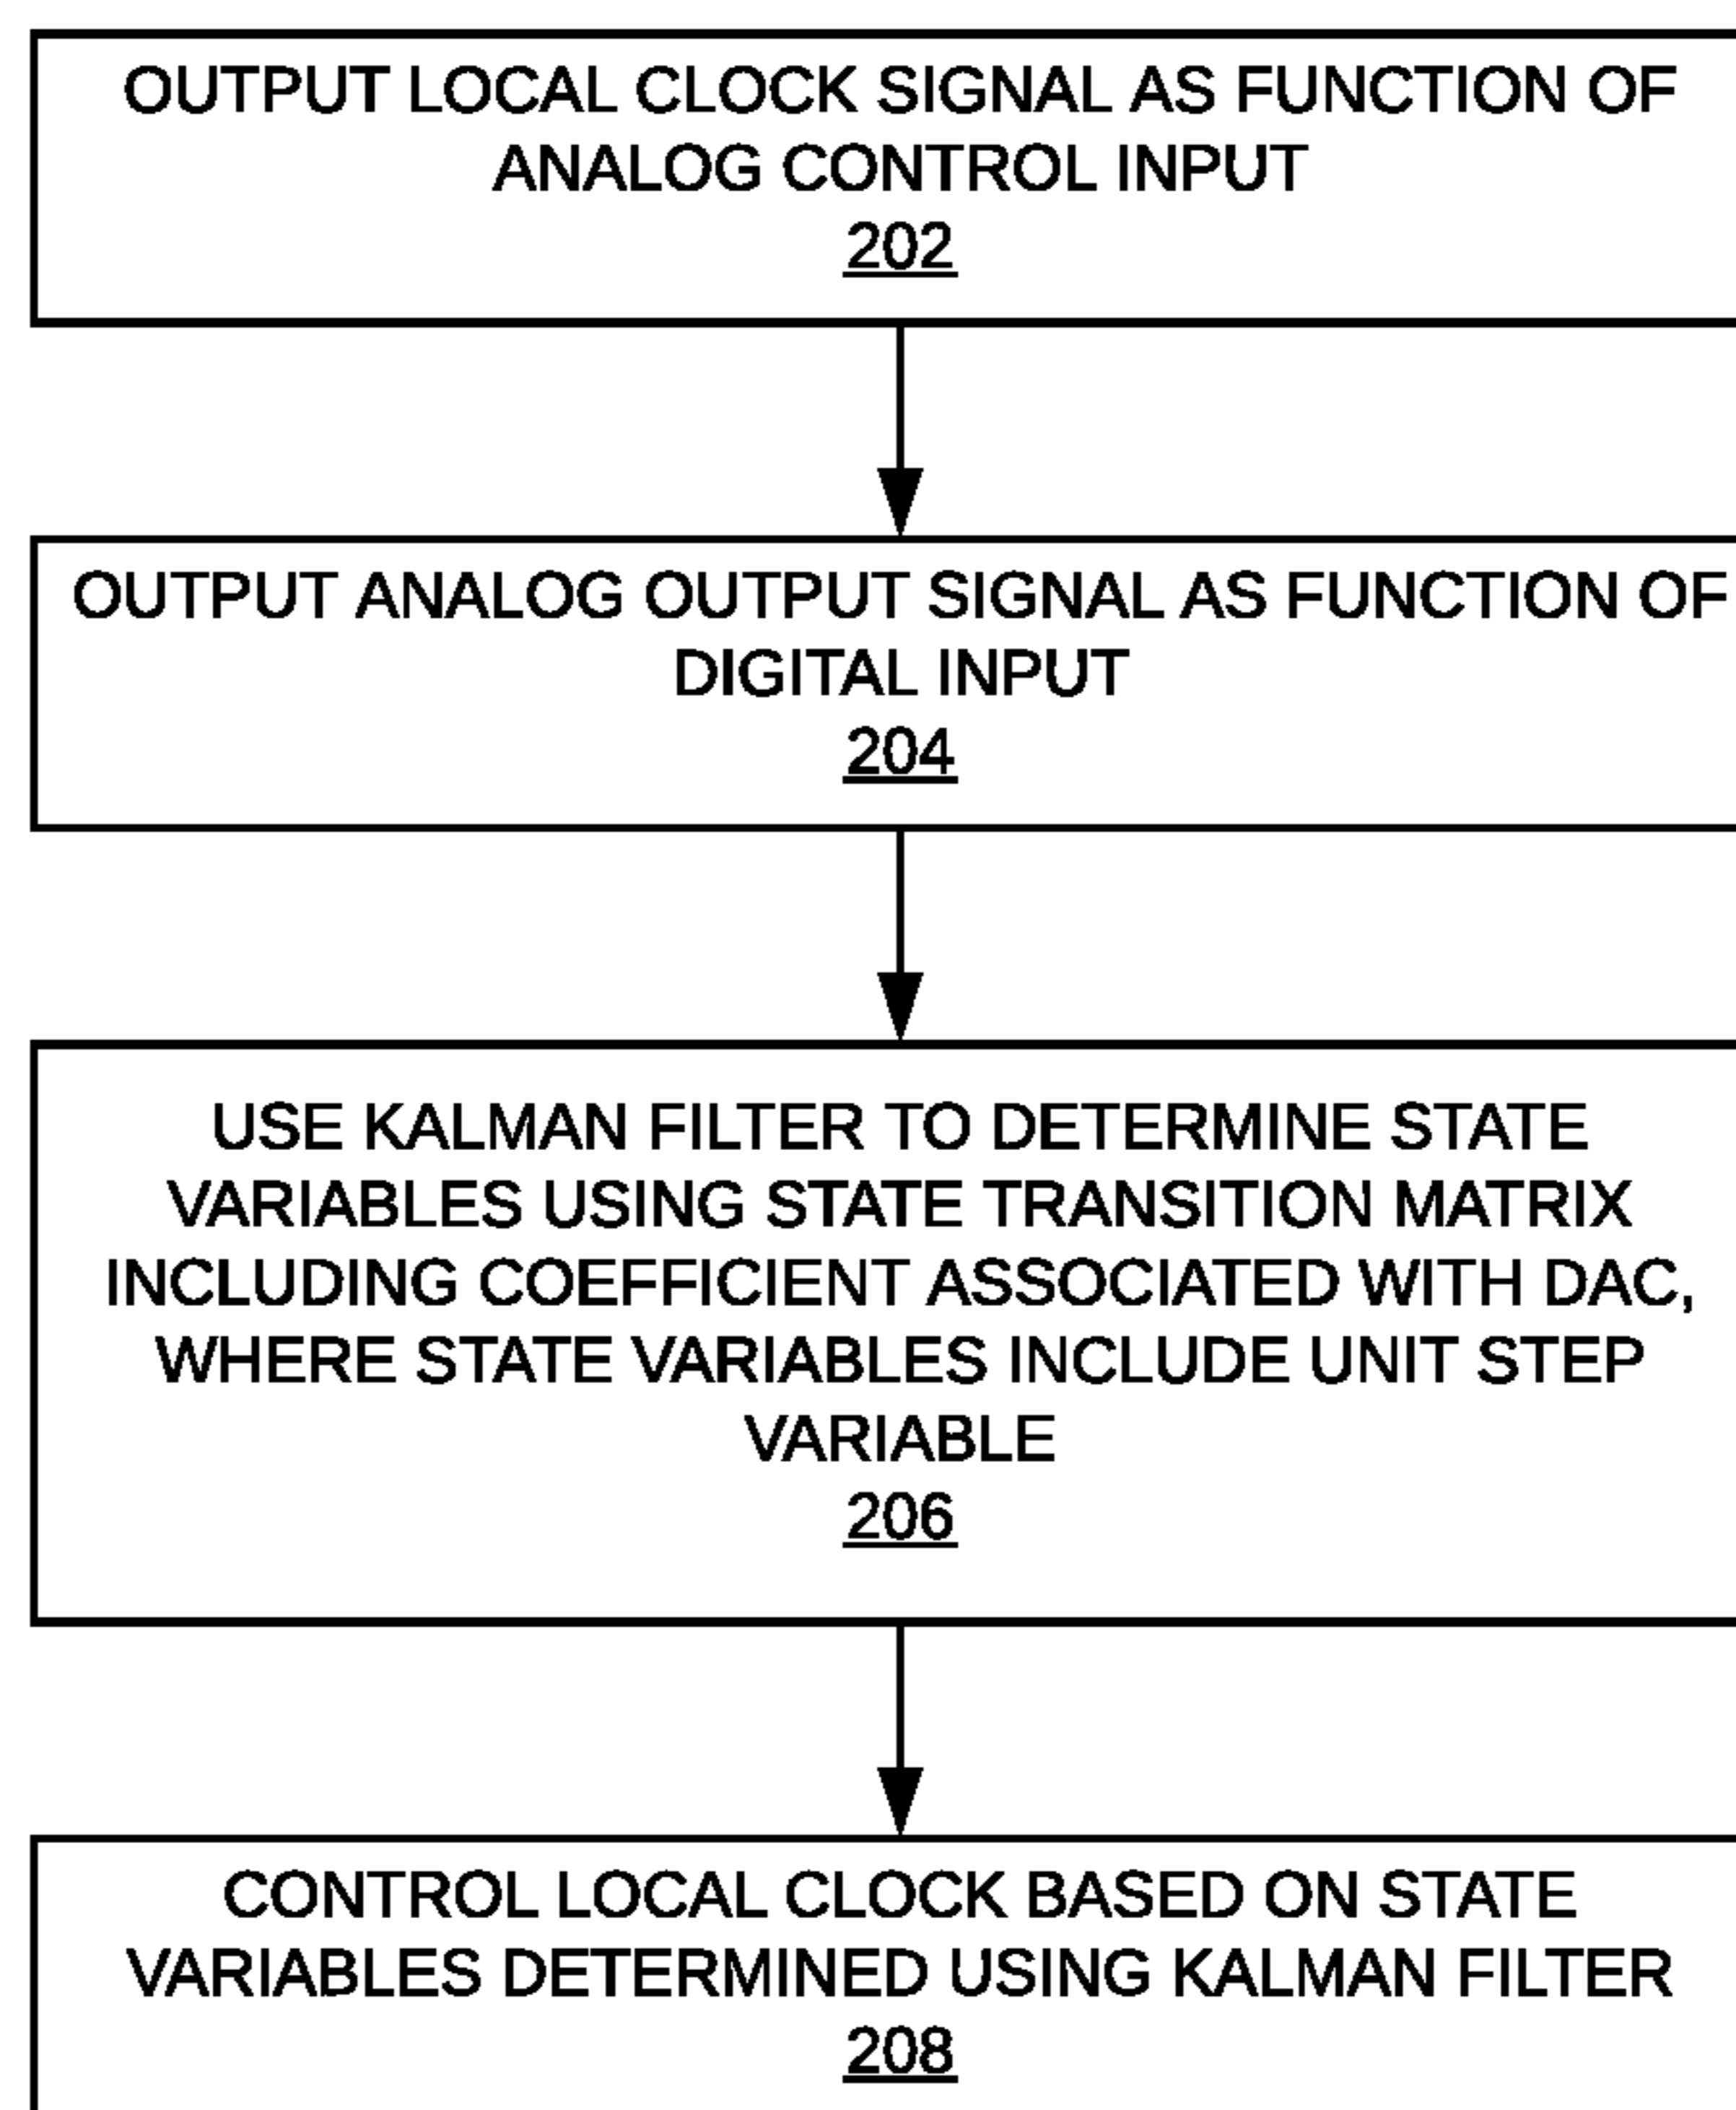 OUTPUT LOCAL CLOCK SIGNAL AS FUNCTION OF
ANALOG CONTROL INPUT
202
OUTPUT ANALOG OUTPUT SIGNAL AS FUNCTION OF
DIGITAL INPUT
204
USE KALMAN FILTER TO DETERMINE STATE
VARIABLES USING STATE TRANSITION MATRIX
INCLUDING COEFFICIENT ASSOCIATED WITH DAC,
WHERE STATE VARIABLES INCLUDE UNIT STEP
VARIABLE
206
CONTROL LOCAL CLOCK BASED ON STATE
VARIABLES DETERMINED USING KALMAN FILTER
208